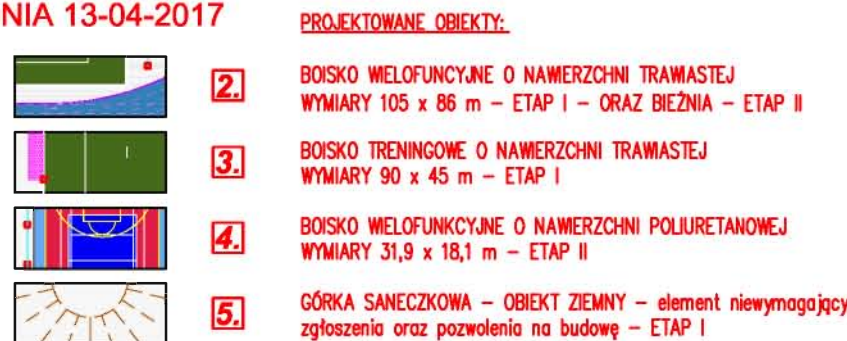 NIA 13-04-2017
PROJEKTOWANE OBIEKTY:
2.
BOISKO WIELOFUNCYJNE O NAWIERZCHNI TRAWIASTEJ
WYMIARY 105 x 86 m – ETAP I – ORAZ BIEŻNIA – ETAP II
3.
BOISKO TRENINGOWE O NAWIERZCHNI TRAWIASTEJ
WYMIARY 90 x 45 m – ETAP I
4.
BOISKO WIELOFUNKCYJNE O NAWIERZCHNI POLIURETANOWEJ
WYMIARY 31,9 x 18,1 m – ETAP II
5.
GÓRKA SANECZKOWA – OBIEKT ZIEMNY – element niewymagający
zgłoszenia oraz pozwolenia na budowę – ETAP I